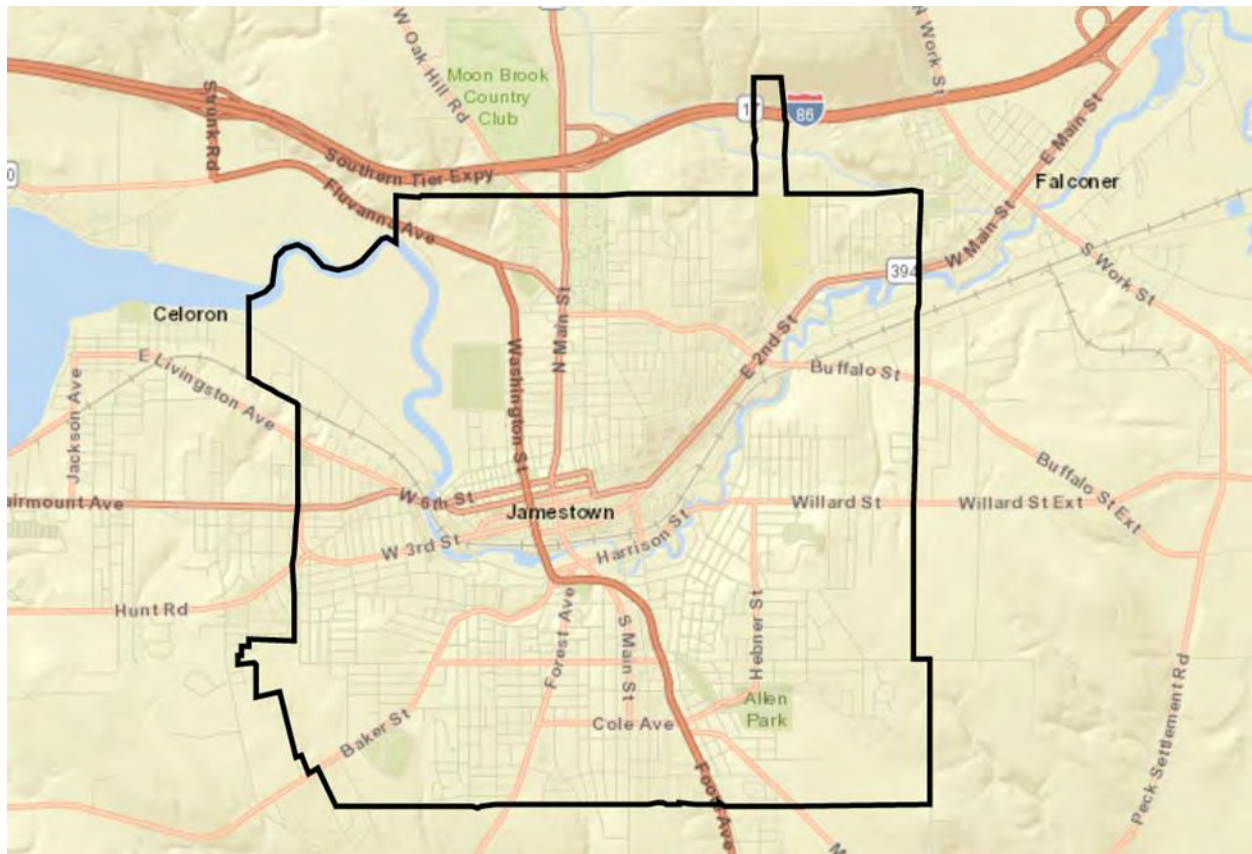 W Oak Hill Rd
N Work St
Moon Brook
Country
Club
Strunk Rd
17
86
E Main St
Southern Tier Expy
Falconer
Fluvanna Ave
W Main St
394
S Work St
Celoron
N Main St
Washington St
E 2nd St
Buffalo St
E Livingston Ave
Jackson Ave
Buffalo St Ext
W 6th St
airmount Ave
Jamestown
Willard St
Willard St Ext
W 3rd St
Harrison St
Hunt Rd
Forest Ave
S Main St
Hebner St
Allen
Park
Baker St
Cole Ave
Foote Ave
Peck Settlement Rd